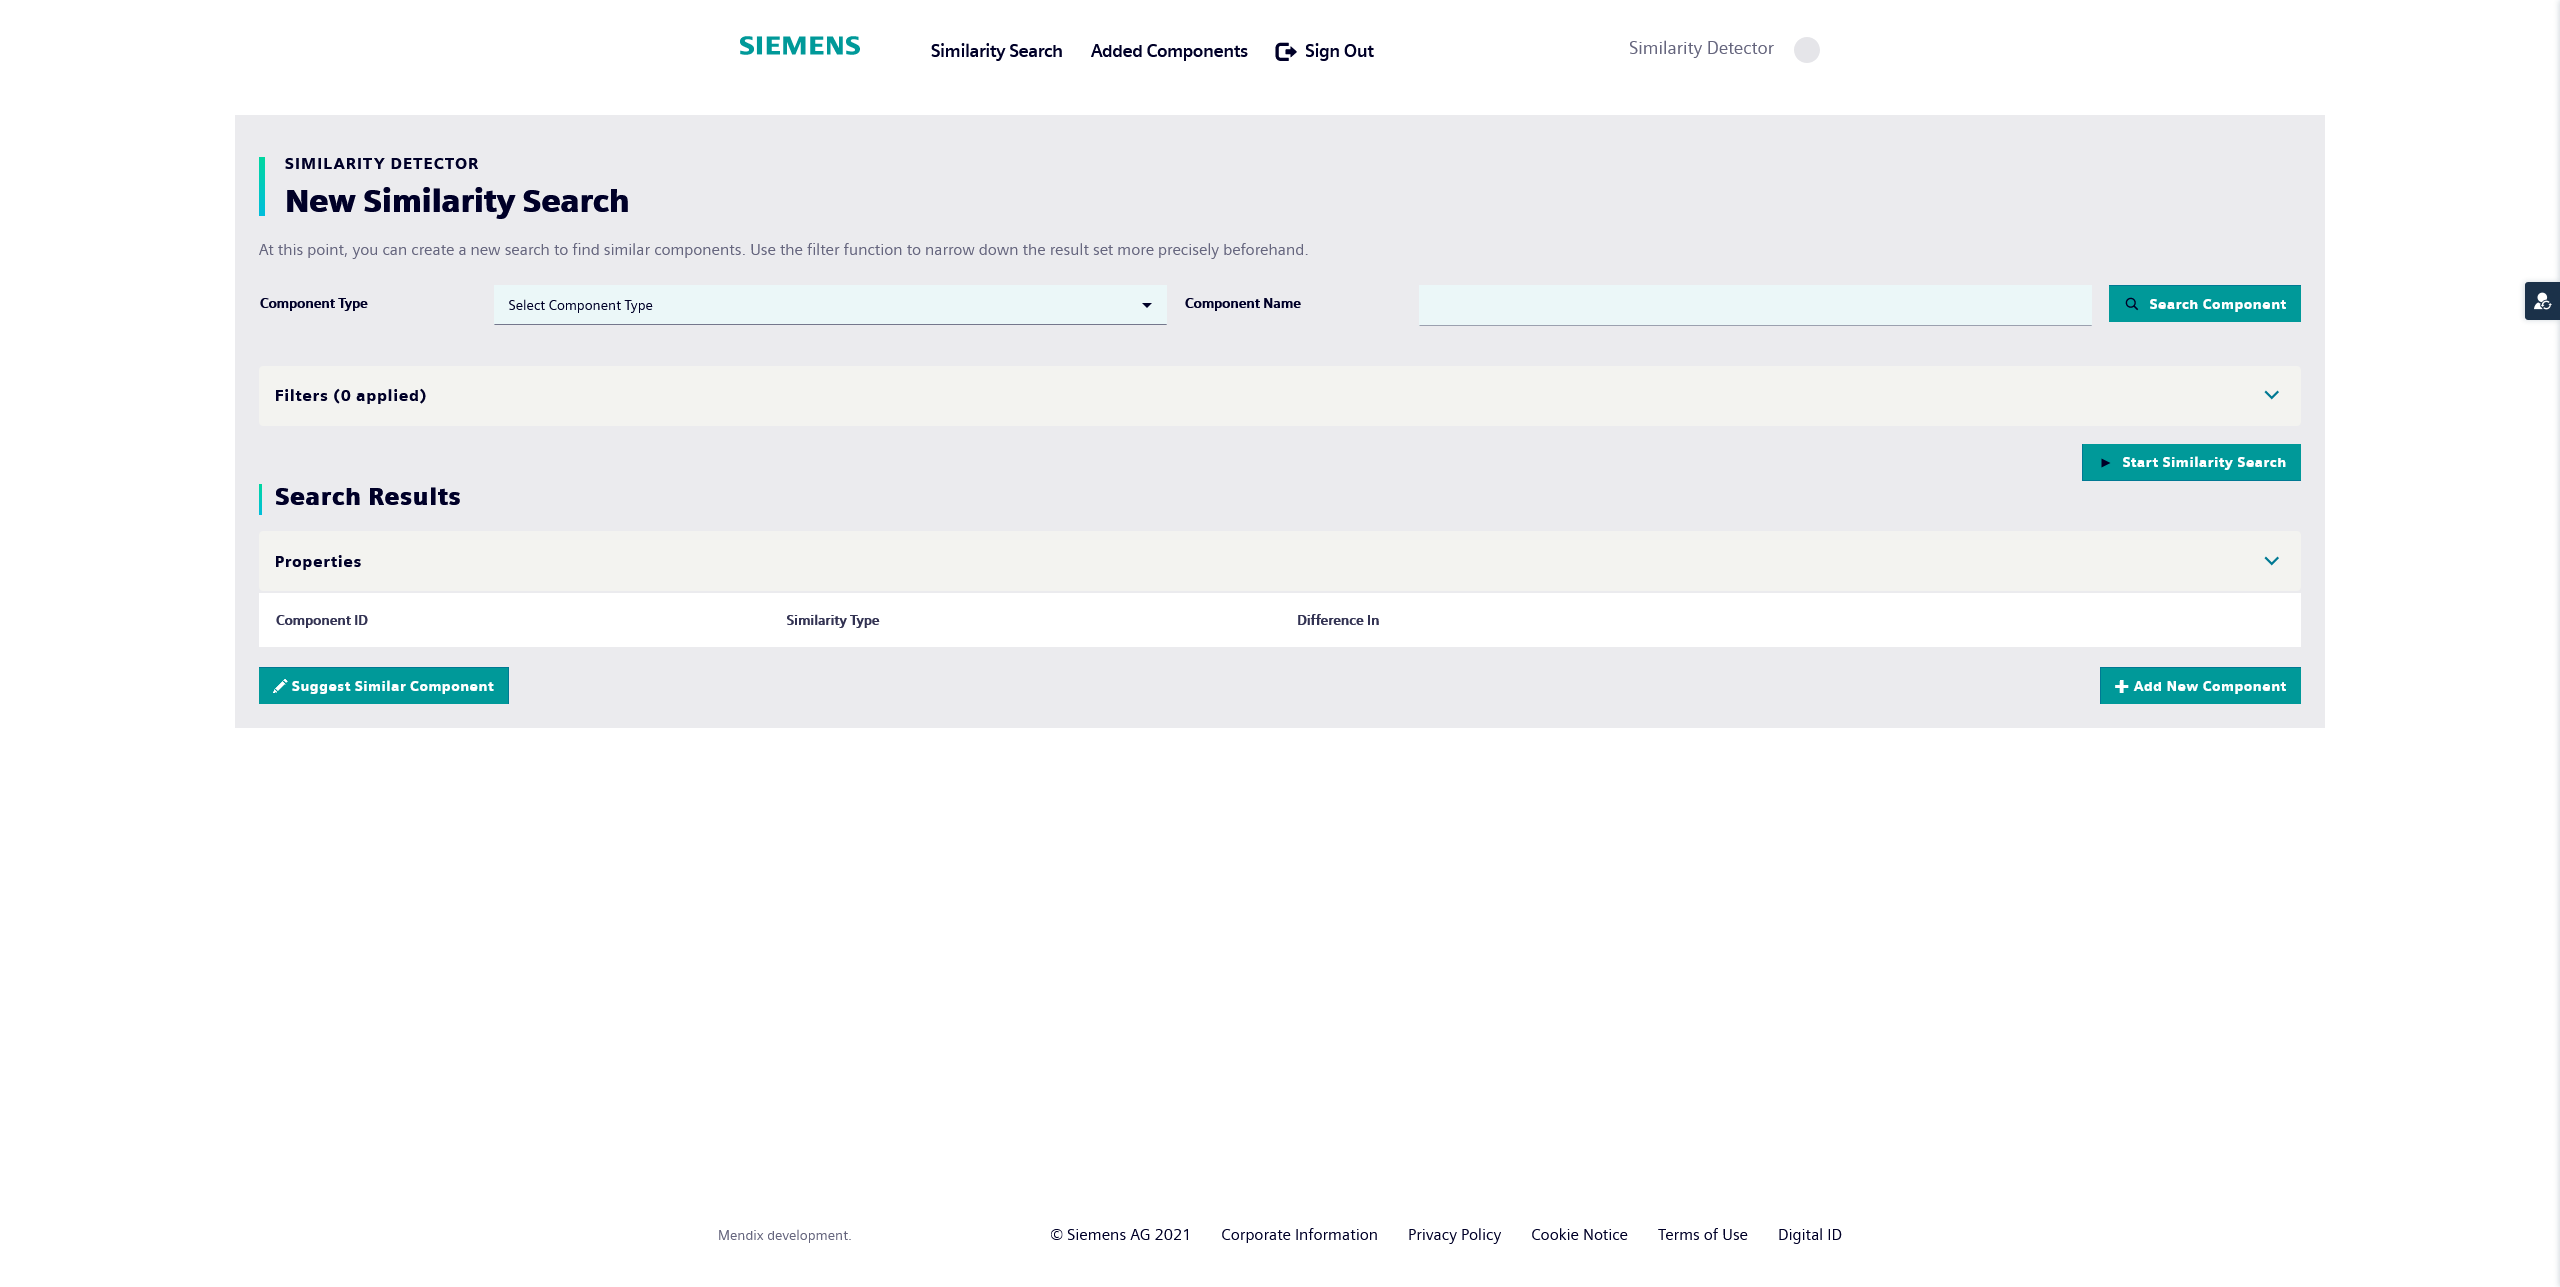 SIEMENS
Similarity Search
Added Components
Sign Out
Similarity Detector
SIMILARITY DETECTOR
New Similarity Search
At this point, you can create a new search to find similar components. Use the filter function to narrow down the result set more precisely beforehand.
Component Type
Select Component Type
Component Name
Search Component
Filters (0 applied)
Start Similarity Search
Search Results
Properties
Component ID
Similarity Type
Difference In
Suggest Similar Component
Add New Component
Mendix development.
© Siemens AG 2021
Corporate Information
Privacy Policy
Cookie Notice
Terms of Use
Digital ID